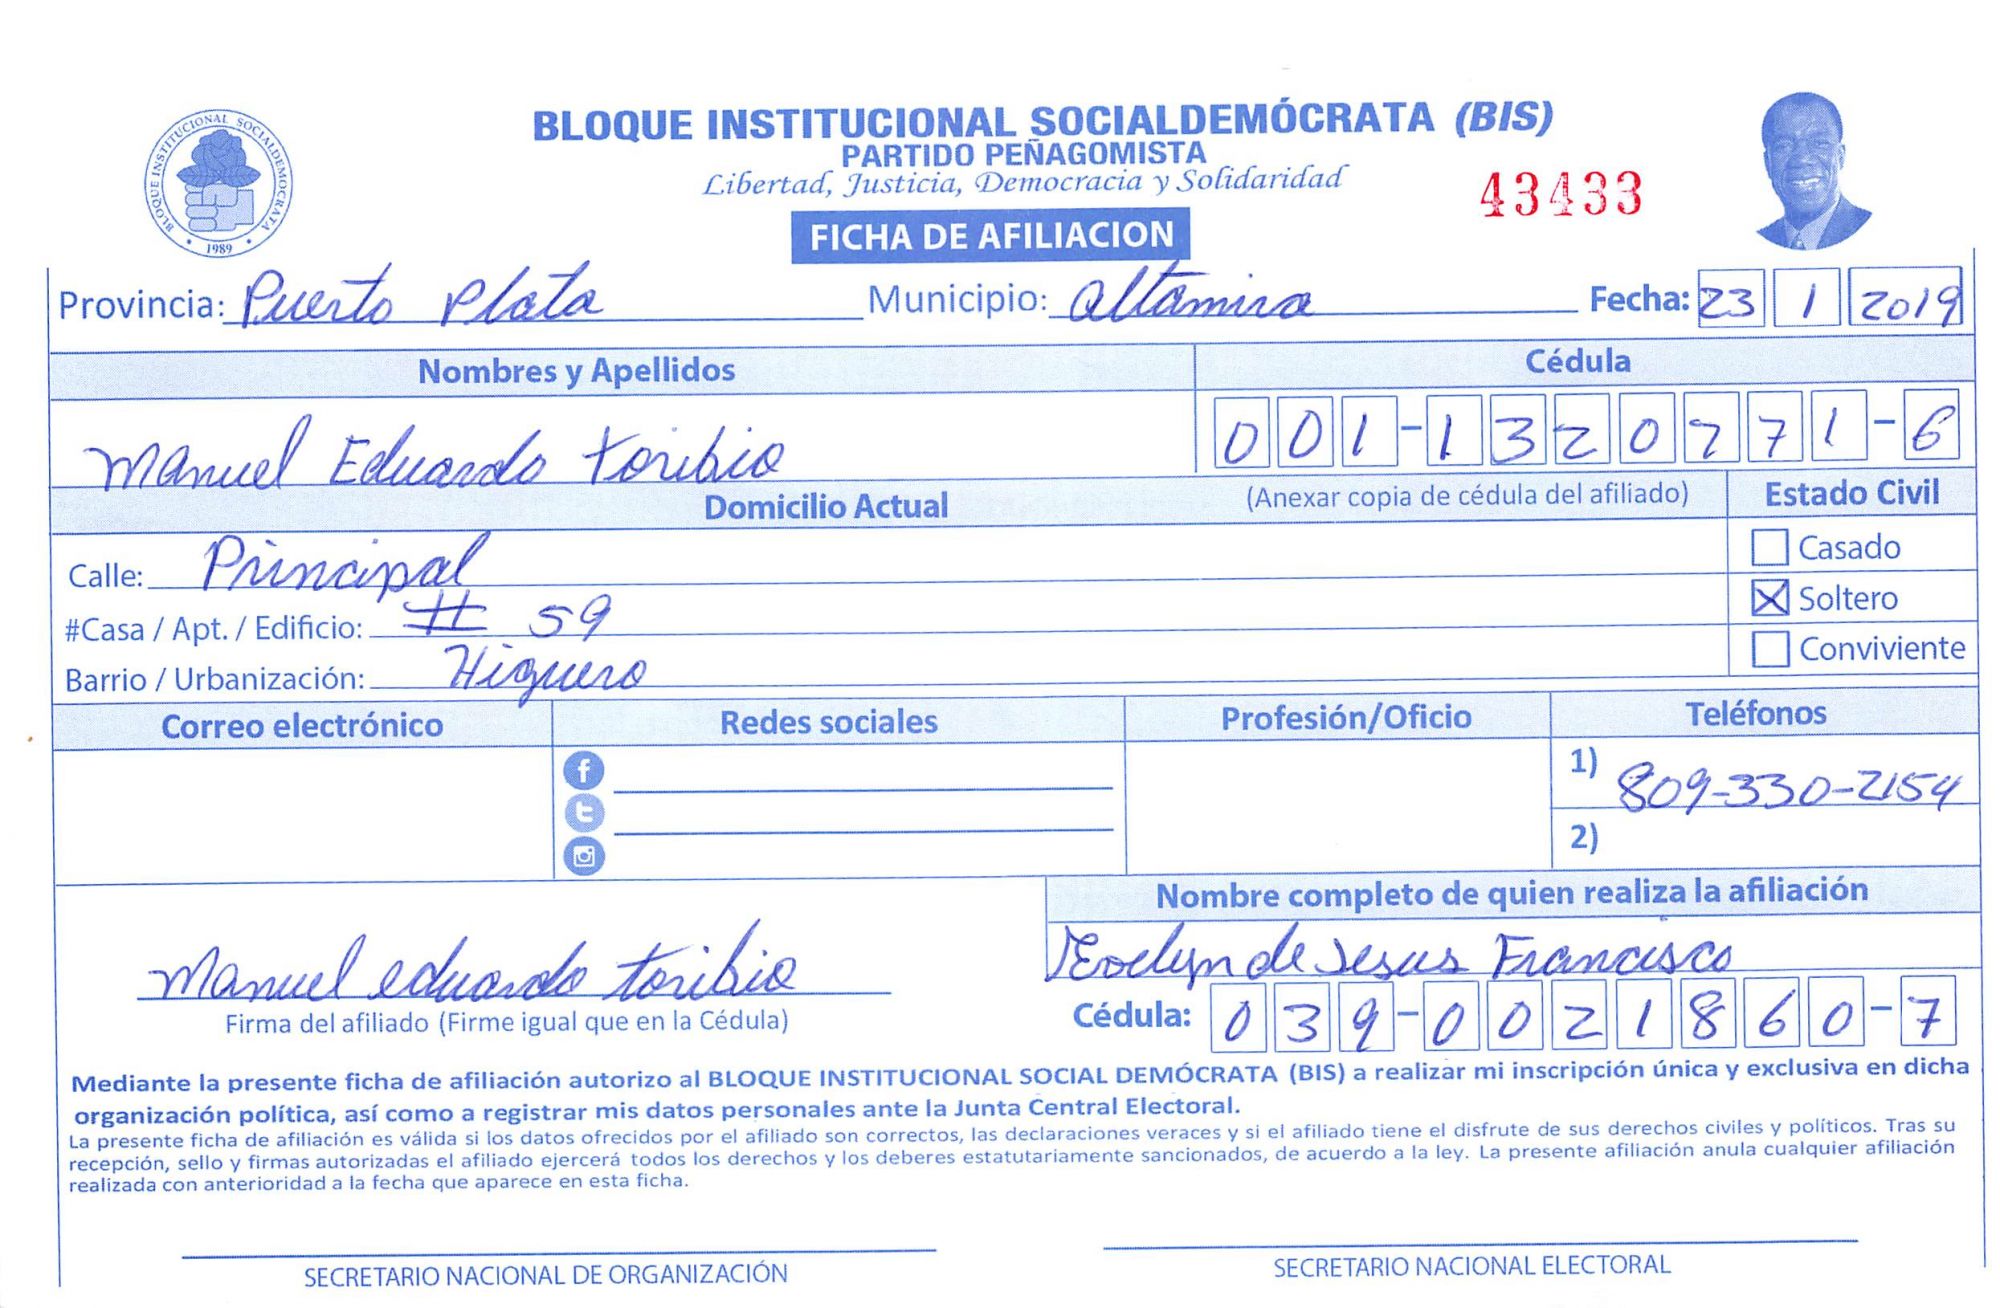 BLOQUE INSTITUCIONAL SOCIALDEMÓCRATA (BIS)
PARTIDO PEÑAGOMISTA
Libertad, Justicia, Democracia y Solidaridad
43433
BLOQUE INSTITUCIONAL SOCIALDEMOCRATA
1989
FICHA DE AFILIACION
Provincia: Puerto Plata Municipio: Altamira Fecha: 23 1 2019
Nombres y Apellidos Cédula
Manuel Eduardo toribio 001-1320771-6
Domicilio Actual (Anexar copia de cédula del afiliado) Estado Civil
Calle: Principal Casado
#Casa / Apt. / Edificio: # 59 Soltero
Barrio / Urbanización: Higuero Conviviente
Correo electrónico Redes sociales Profesión/Oficio Teléfonos
1) 809-330-2154
2)
Nombre completo de quien realiza la afiliación
Manuel eduardo toribio Evelyn de Jesus Francisco
Firma del afiliado (Firme igual que en la Cédula) Cédula: 039-0021860-7
Mediante la presente ficha de afiliación autorizo al BLOQUE INSTITUCIONAL SOCIAL DEMÓCRATA (BIS) a realizar mi inscripción única y exclusiva en dicha
organización política, así como a registrar mis datos personales ante la Junta Central Electoral.
La presente ficha de afiliación es válida si los datos ofrecidos por el afiliado son correctos, las declaraciones veraces y si el afiliado tiene el disfrute de sus derechos civiles y políticos. Tras su
recepción, sello y firmas autorizadas el afiliado ejercerá todos los derechos y los deberes estatutariamente sancionados, de acuerdo a la ley. La presente afiliación anula cualquier afiliación
realizada con anterioridad a la fecha que aparece en esta ficha.
SECRETARIO NACIONAL DE ORGANIZACIÓN SECRETARIO NACIONAL ELECTORAL